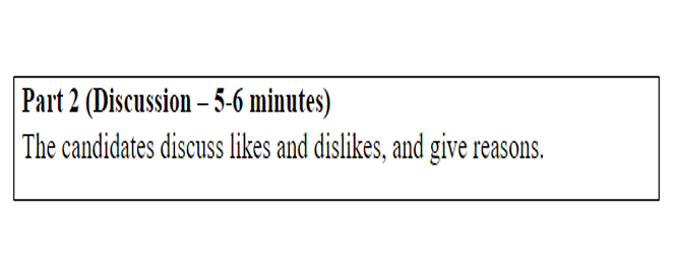 Part 2 (Discussion – 5-6 minutes)
The candidates discuss likes and dislikes, and give reasons.